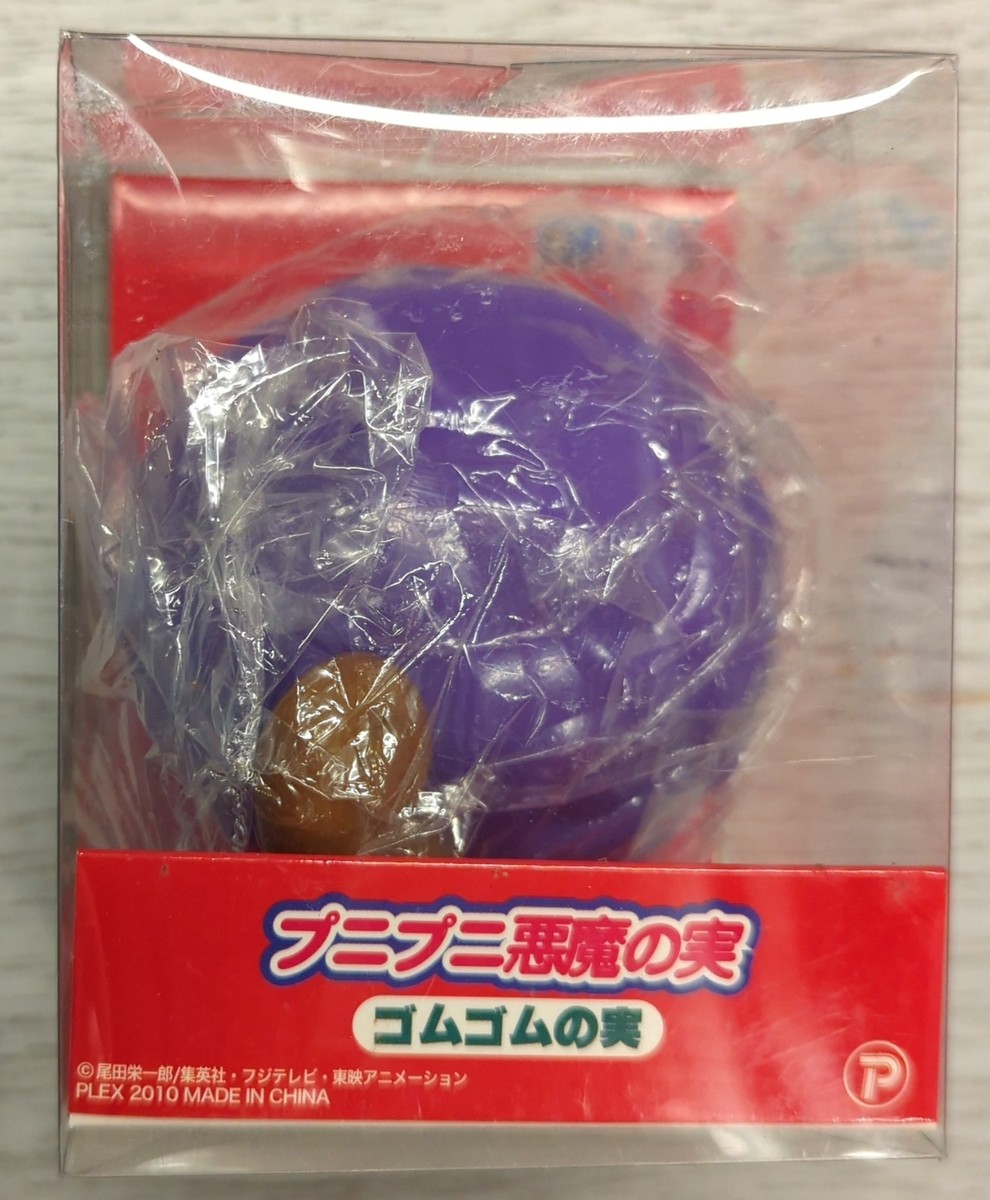 プニプニ悪魔の実
ゴムゴムの実
©尾田栄一郎/集英社・フジテレビ・東映アニメーション
PLEX 2010 MADE IN CHINA
P